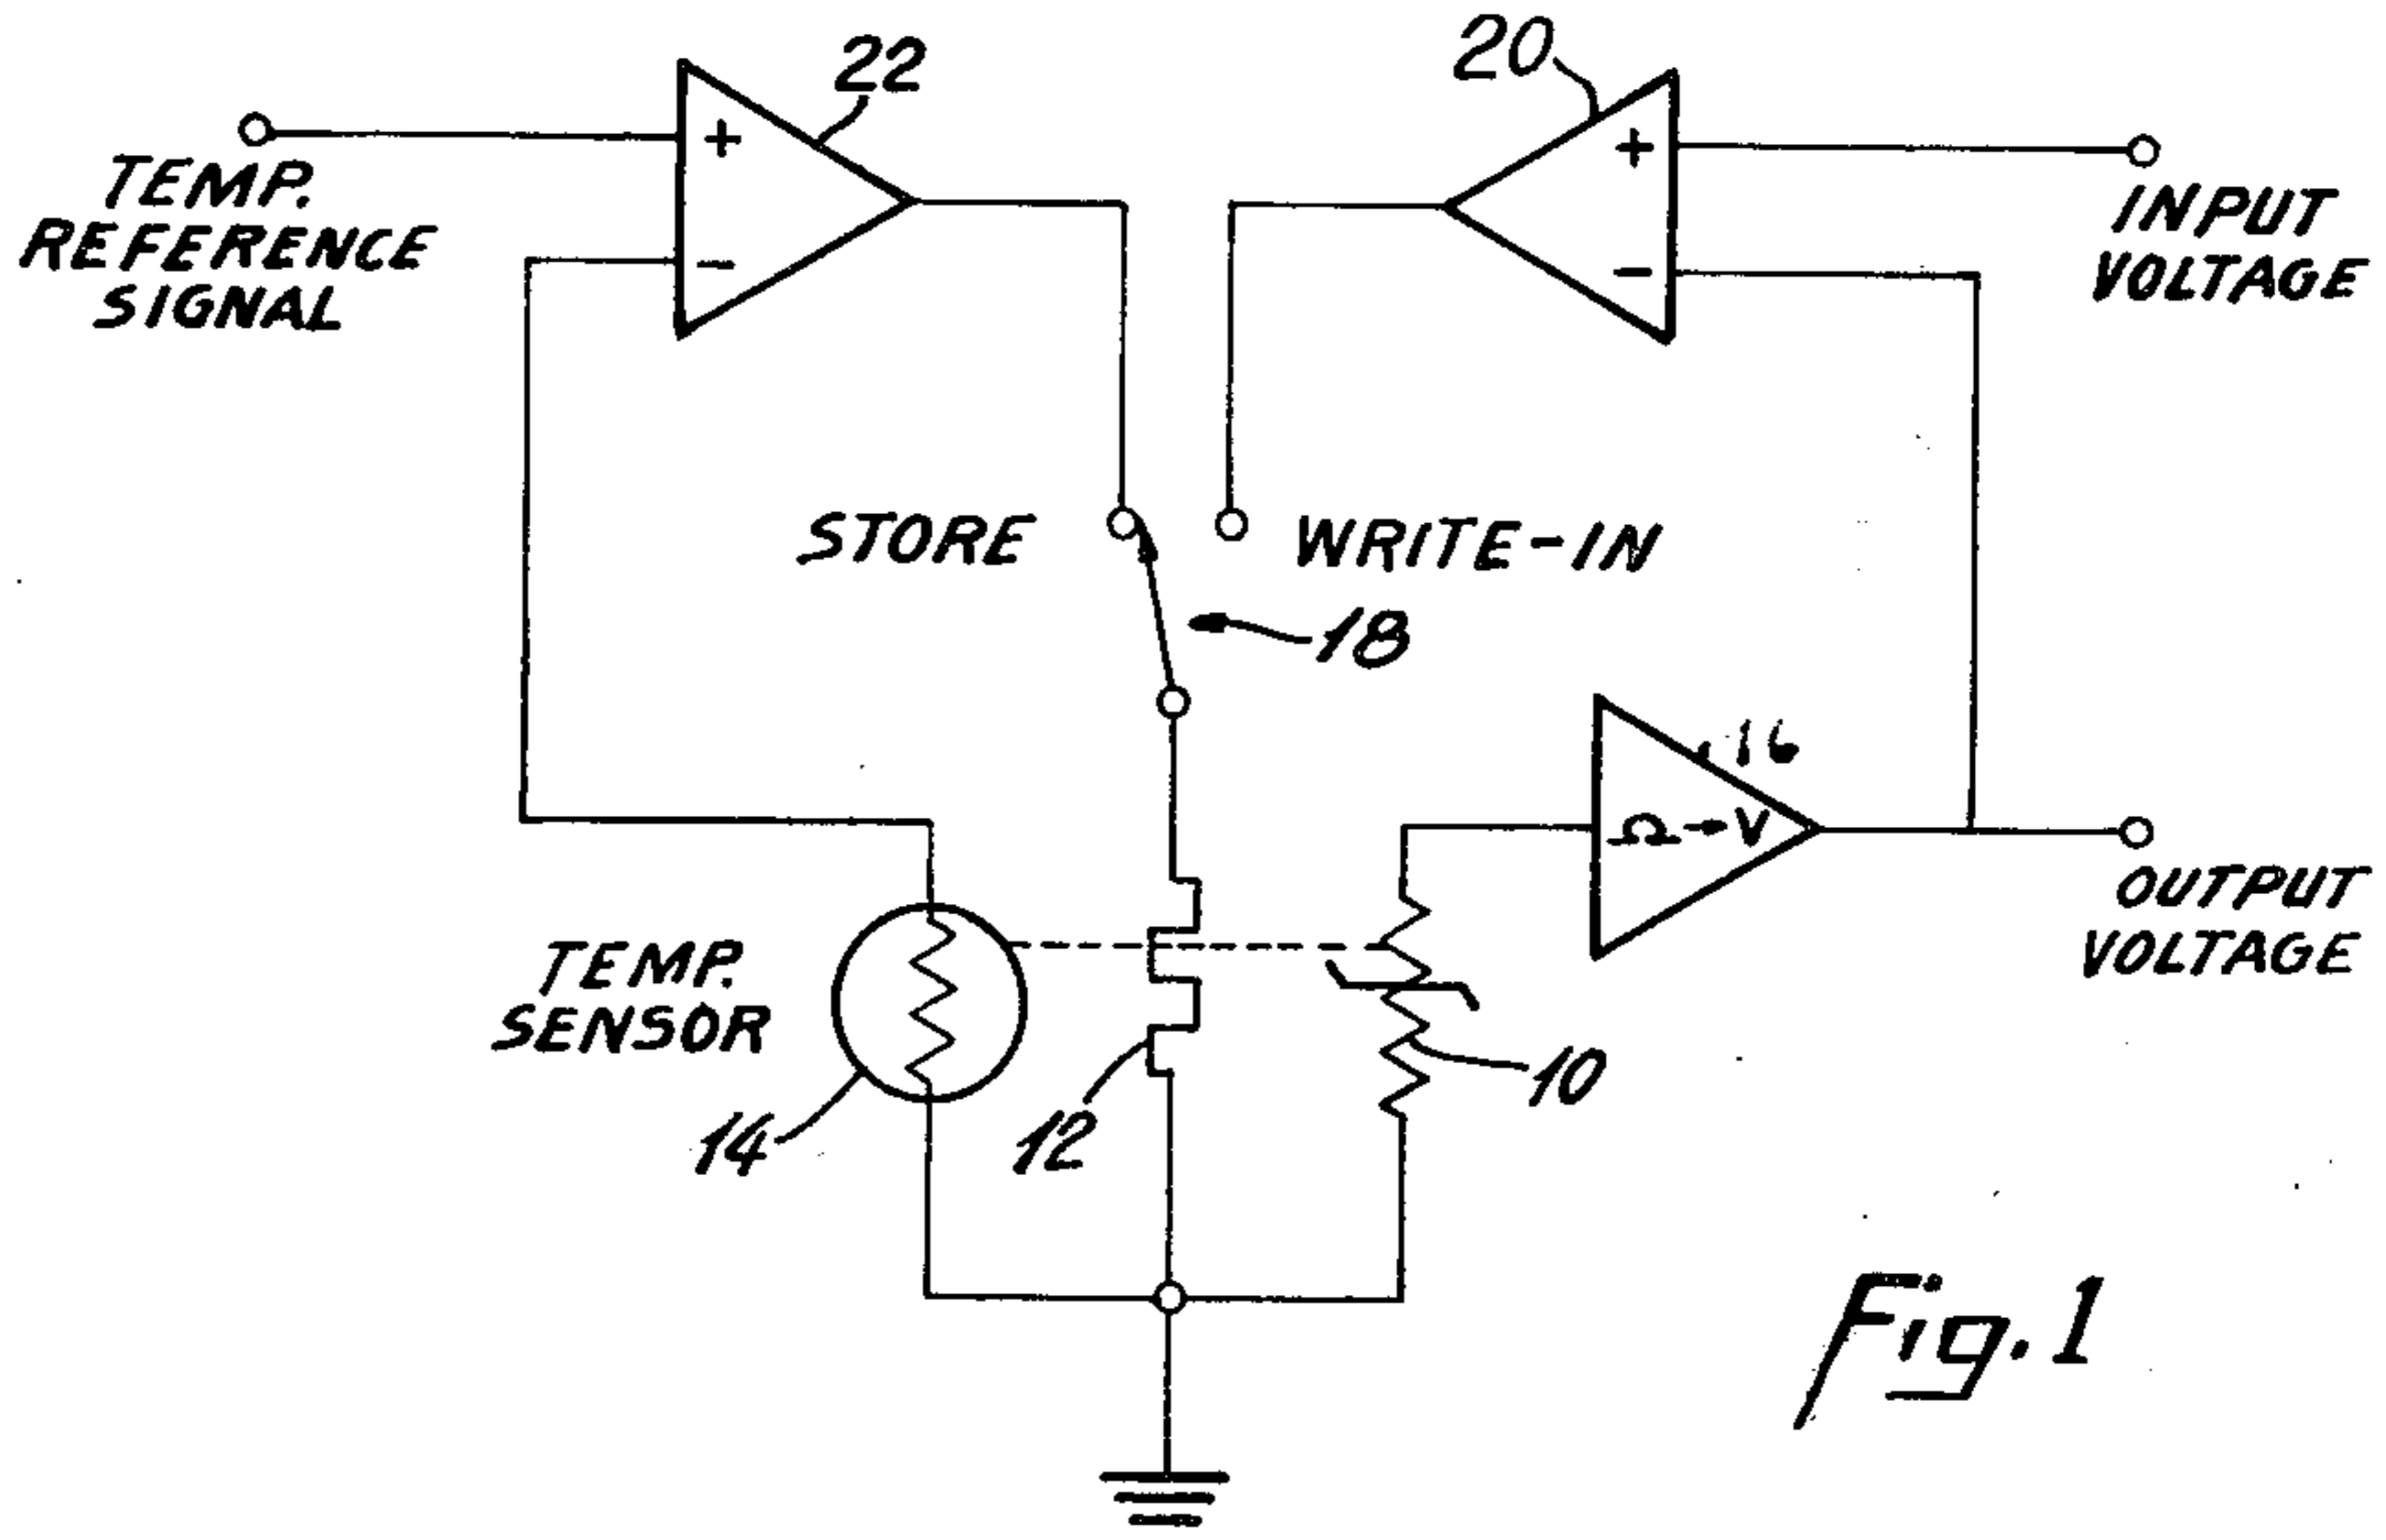 22
20
+
+
TEMP.
REFERENCE
SIGNAL
-
-
INPUT
VOLTAGE
STORE
WRITE-IN
18
16
Ω→V
OUTPUT
VOLTAGE
TEMP.
SENSOR
14
12
10
Fig. 1